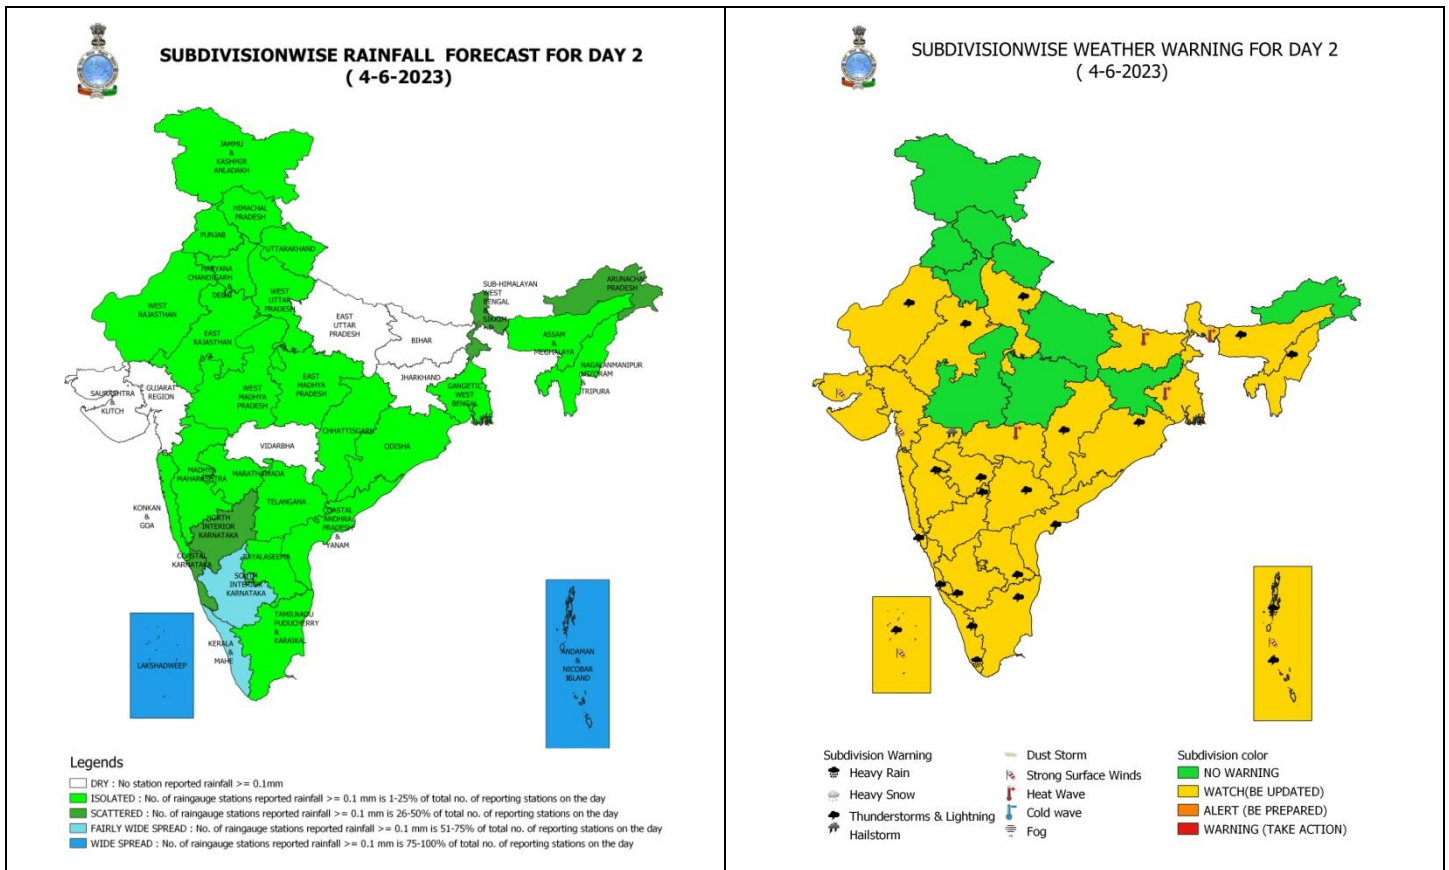 SUBDIVISIONWISE RAINFALL FORECAST FOR DAY 2
( 4-6-2023)
JAMMU
&
KASHMIR
ANLADAKH
HIMACHAL
PRADESH
PUNJAB
UTTARAKHAND
HARYANA
CHANDIGARH
&
DELHI
WEST
UTTAR
PRADESH
WEST
RAJASTHAN
EAST
RAJASTHAN
EAST
UTTAR
PRADESH
BIHAR
SUB-HIMALAYAN
WEST
BENGAL
&
SIKKIM
ARUNACHAL
PRADESH
ASSAM
&
MEGHALAYA
NAGALANMANIPUR
MIZORAM
&
TRIPURA
JHARKHAND
GANGETIC
WEST
BENGAL
SAURASHTRA
&
KUTCH
GUJARAT
REGION
WEST
MADHYA
PRADESH
EAST
MADHYA
PRADESH
CHHATTISGARH
ODISHA
VIDARBHA
MADHYA
MAHARASHTRA
MARATHAWADA
TELANGANA
KONKAN
&
GOA
NORTH
INTERIOR
KARNATAKA
COASTAL
ANDHRA
PRADESH
&
YANAM
COASTAL
KARNATAKA
RAYALASEEMA
SOUTH
INTERIOR
KARNATAKA
TAMILNADU
PUDUCHERRY
&
KARAIKAL
KERALA
&
MAHE
LAKSHADWEEP
ANDAMAN
&
NICOBAR
ISLAND
Legends
DRY : No station reported rainfall >= 0.1mm
ISOLATED : No. of raingauge stations reported rainfall >= 0.1 mm is 1-25% of total no. of reporting stations on the day
SCATTERED : No. of raingauge stations reported rainfall >= 0.1 mm is 26-50% of total no. of reporting stations on the day
FAIRLY WIDE SPREAD : No. of raingauge stations reported rainfall >= 0.1 mm is 51-75% of total no. of reporting stations on the day
WIDE SPREAD : No. of raingauge stations reported rainfall >= 0.1 mm is 75-100% of total no. of reporting stations on the day
SUBDIVISIONWISE WEATHER WARNING FOR DAY 2
( 4-6-2023)
Subdivision Warning
Heavy Rain
Heavy Snow
Thunderstorms & Lightning
Hailstorm
Dust Storm
Strong Surface Winds
Heat Wave
Cold wave
Fog
Subdivision color
NO WARNING
WATCH(BE UPDATED)
ALERT (BE PREPARED)
WARNING (TAKE ACTION)